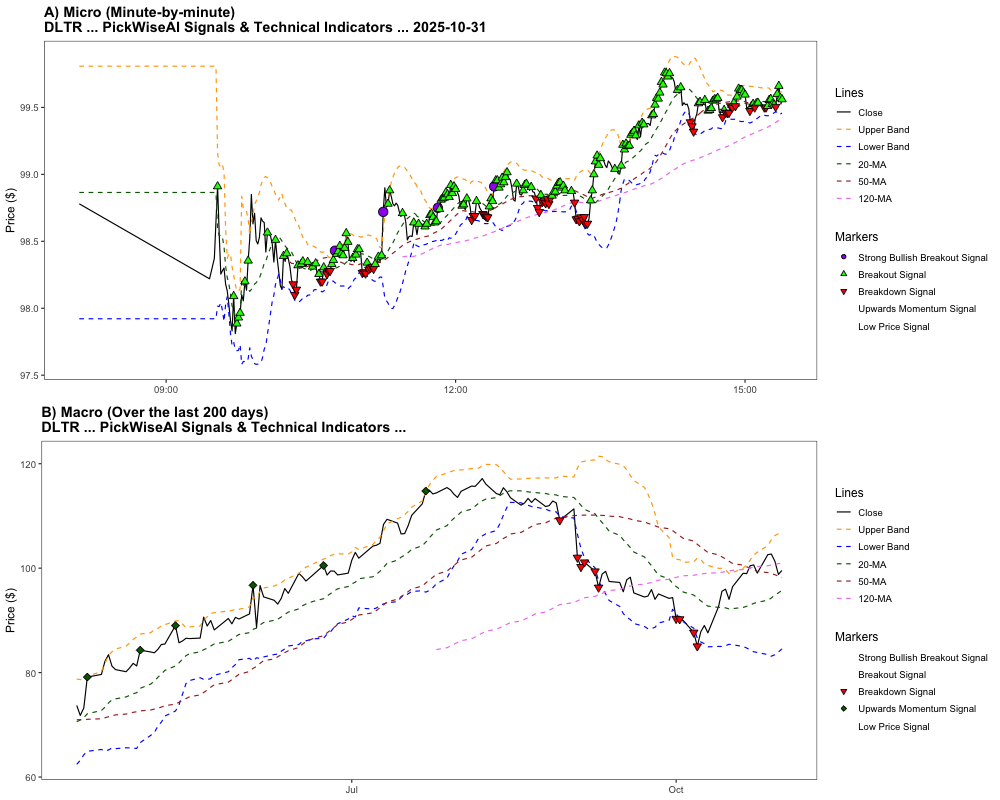 A) Micro (Minute-by-minute)
DLTR ... PickWiseAI Signals & Technical Indicators ... 2025-10-31
Price ($)
99.5
99.0
98.5
98.0
97.5
09:00
12:00
15:00
Lines
Close
Upper Band
Lower Band
20-MA
50-MA
120-MA
Markers
Strong Bullish Breakout Signal
Breakout Signal
Breakdown Signal
Upwards Momentum Signal
Low Price Signal
B) Macro (Over the last 200 days)
DLTR ... PickWiseAI Signals & Technical Indicators ...
Price ($)
120
100
80
60
Jul
Oct
Lines
Close
Upper Band
Lower Band
20-MA
50-MA
120-MA
Markers
Strong Bullish Breakout Signal
Breakout Signal
Breakdown Signal
Upwards Momentum Signal
Low Price Signal